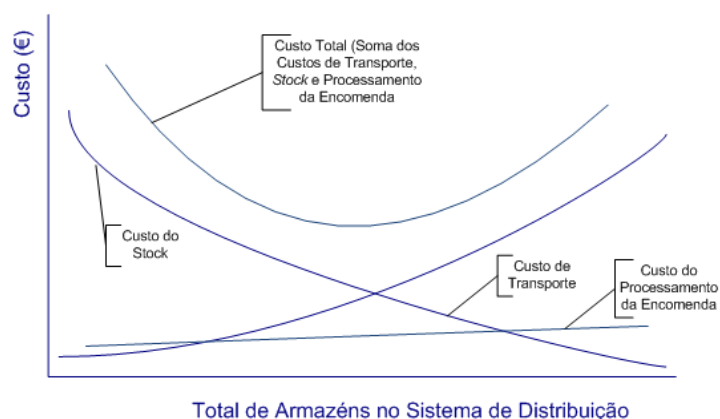 Custo (€)
Custo Total (Soma dos
Custos de Transporte,
Stock e Processamento
da Encomenda
Custo do
Stock
Custo de
Transporte
Custo do
Processamento
da Encomenda
Total de Armazéns no Sistema de Distribuição